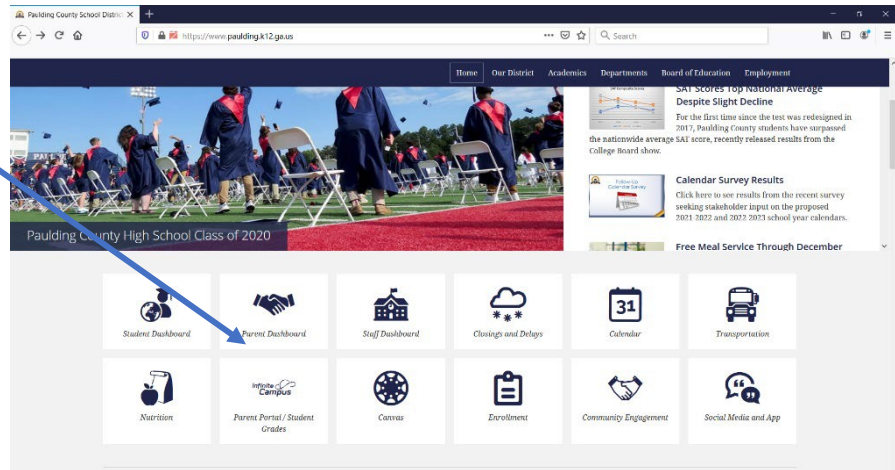 Paulding County School Distric
https://www.paulding.k12.ga.us
Search
Home Our District Academics Departments Board of Education Employment
SAT Scores Top National Average
Despite Slight Decline
For the first time since the test was redesigned in
2017, Paulding County students have surpassed
the nationwide average SAT score, recently released results from the
College Board show.
Follow-Up
Calendar Survey
Calendar Survey Results
Click here to see results from the recent survey
seeking stakeholder input on the proposed
2021-2022 and 2022-2023 school year calendars.
Free Meal Service Through December
Paulding County High School Class of 2020
Student Dashboard
Parent Dashboard
Staff Dashboard
Closings and Delays
31
Calendar
Transportation
Nutrition
Infinite
Campus
Parent Portal / Student
Grades
Canvas
Enrollment
Community Engagement
Social Media and App